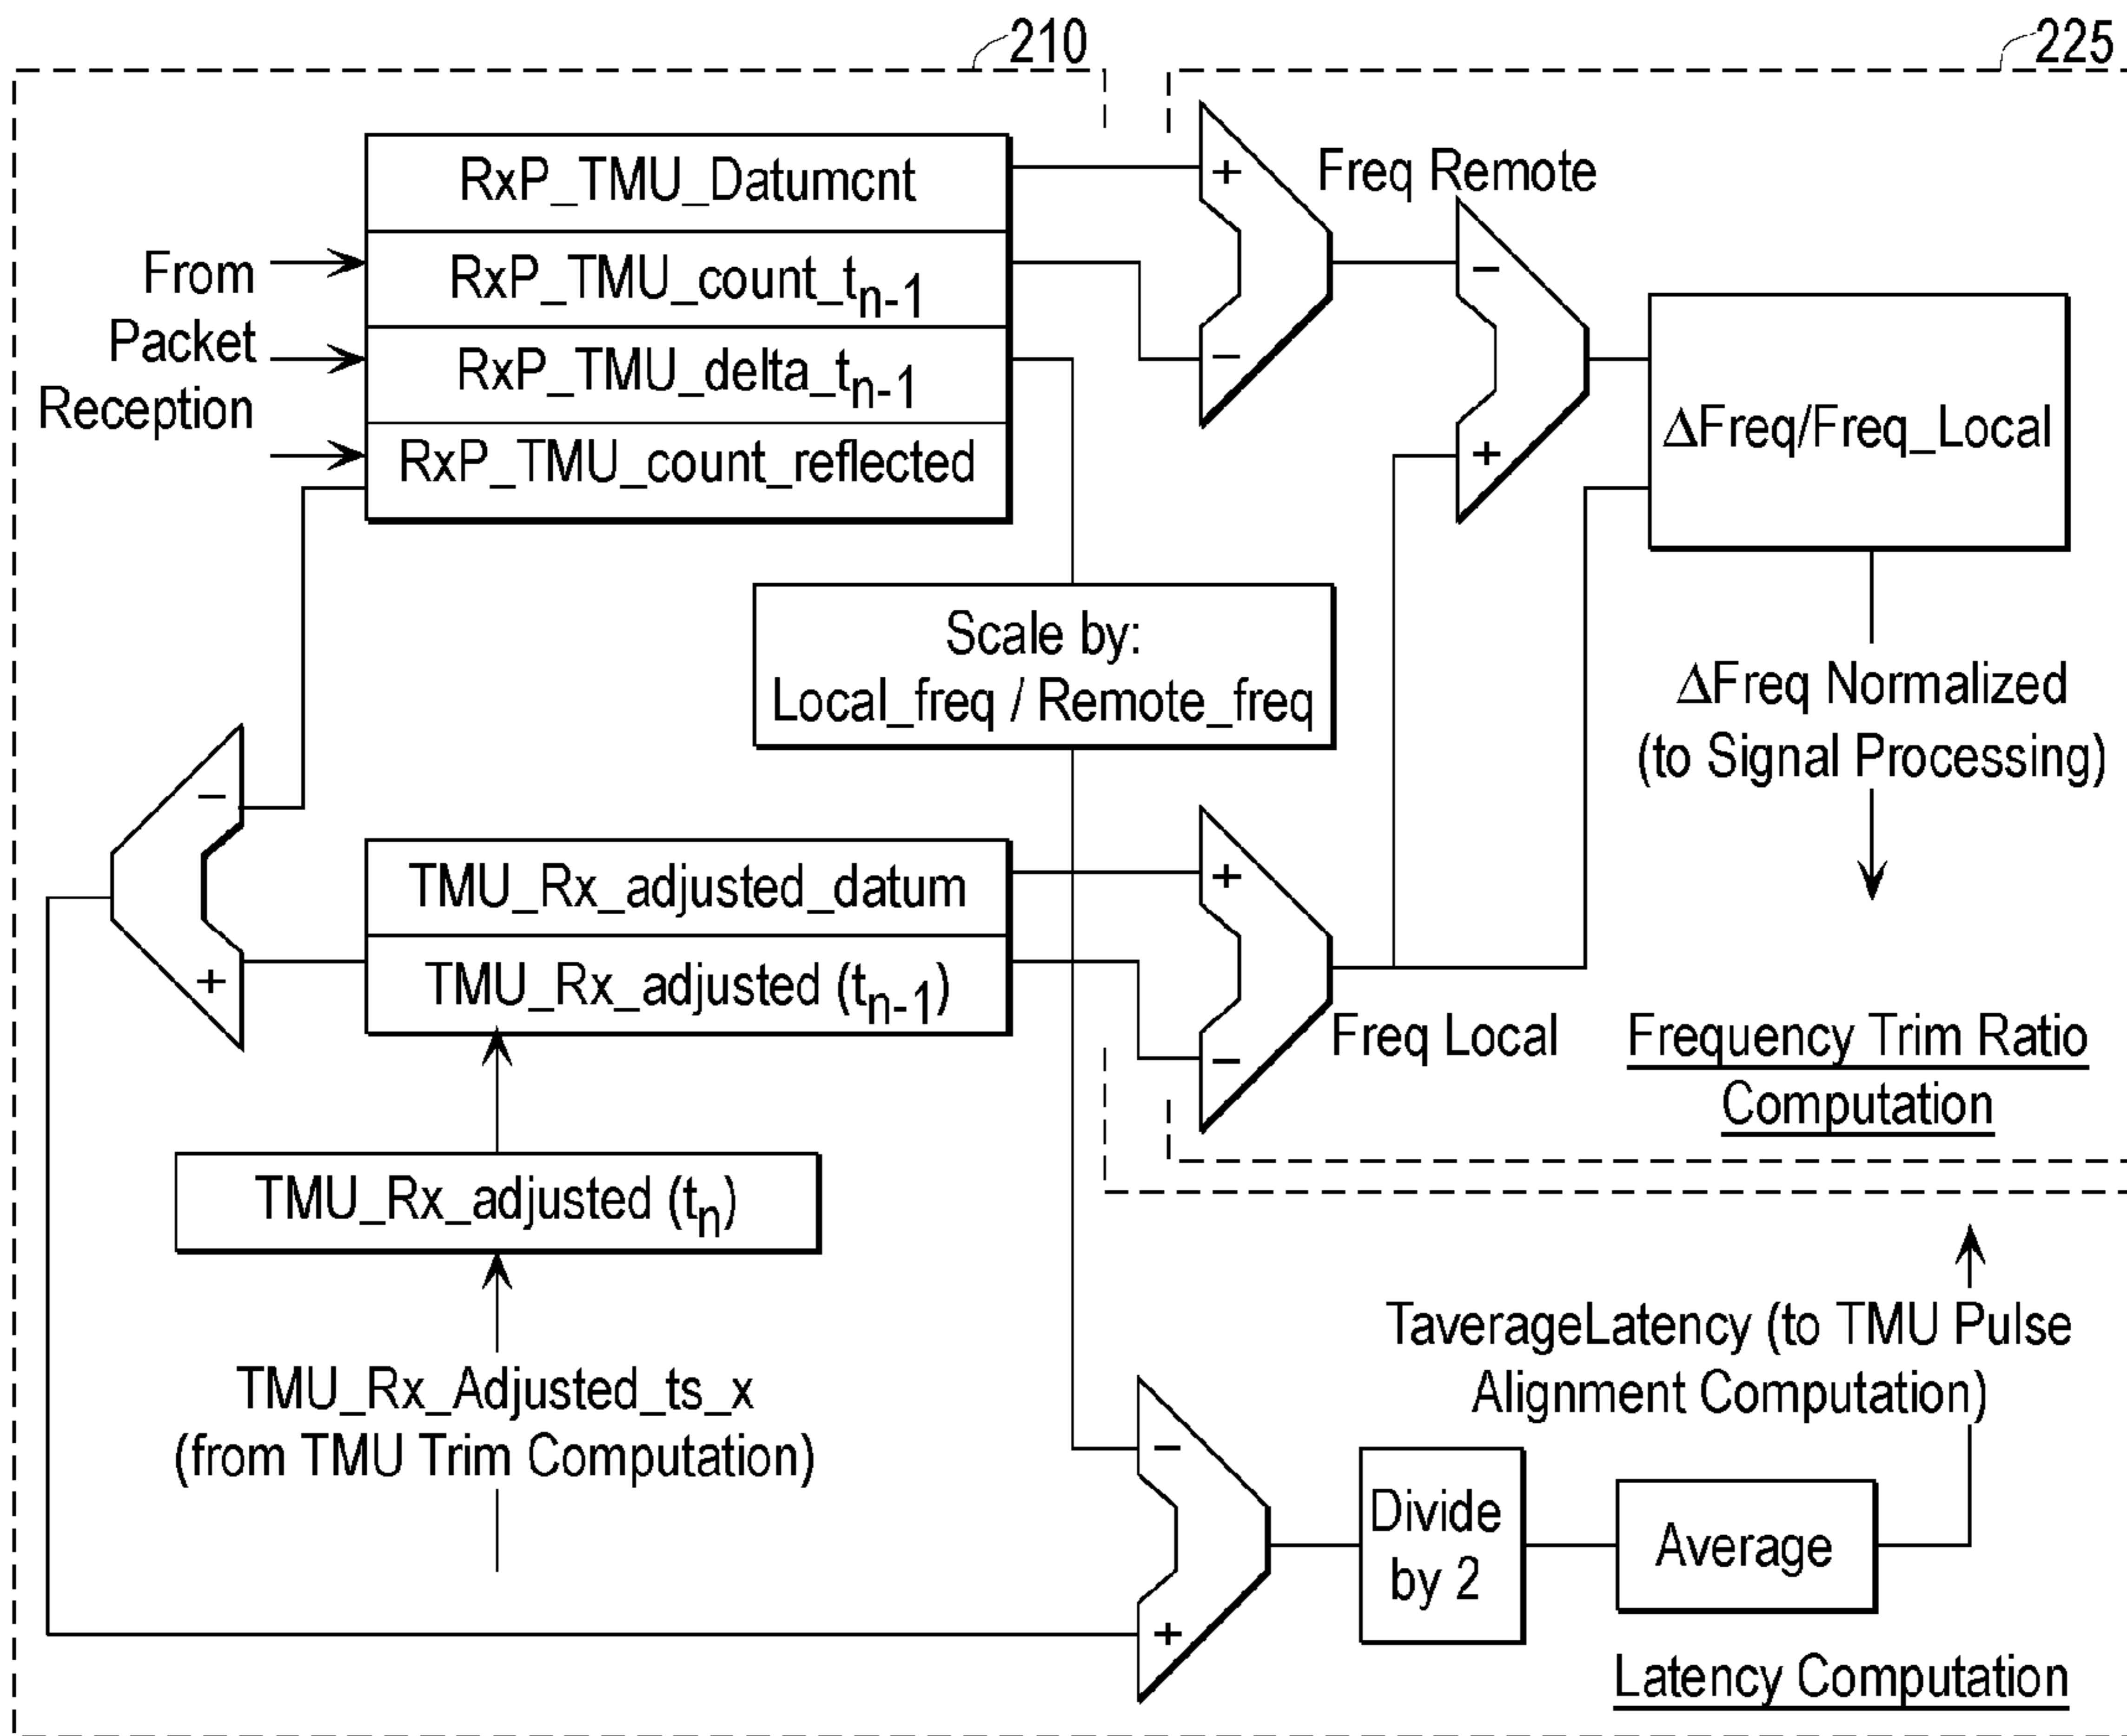 210
225
RxP_TMU_Datumcnt
RxP_TMU_count_tn-1
RxP_TMU_delta_tn-1
RxP_TMU_count_reflected
From
Packet
Reception
+
−
Freq Remote
−
+
ΔFreq/Freq_Local
Scale by:
Local_freq / Remote_freq
ΔFreq Normalized
(to Signal Processing)
−
+
TMU_Rx_adjusted_datum
TMU_Rx_adjusted (tn-1)
+
−
Freq Local
Frequency Trim Ratio
Computation
TMU_Rx_adjusted (tn)
TMU_Rx_Adjusted_ts_x
(from TMU Trim Computation)
TaverageLatency (to TMU Pulse
Alignment Computation)
−
+
Divide
by 2
Average
Latency Computation